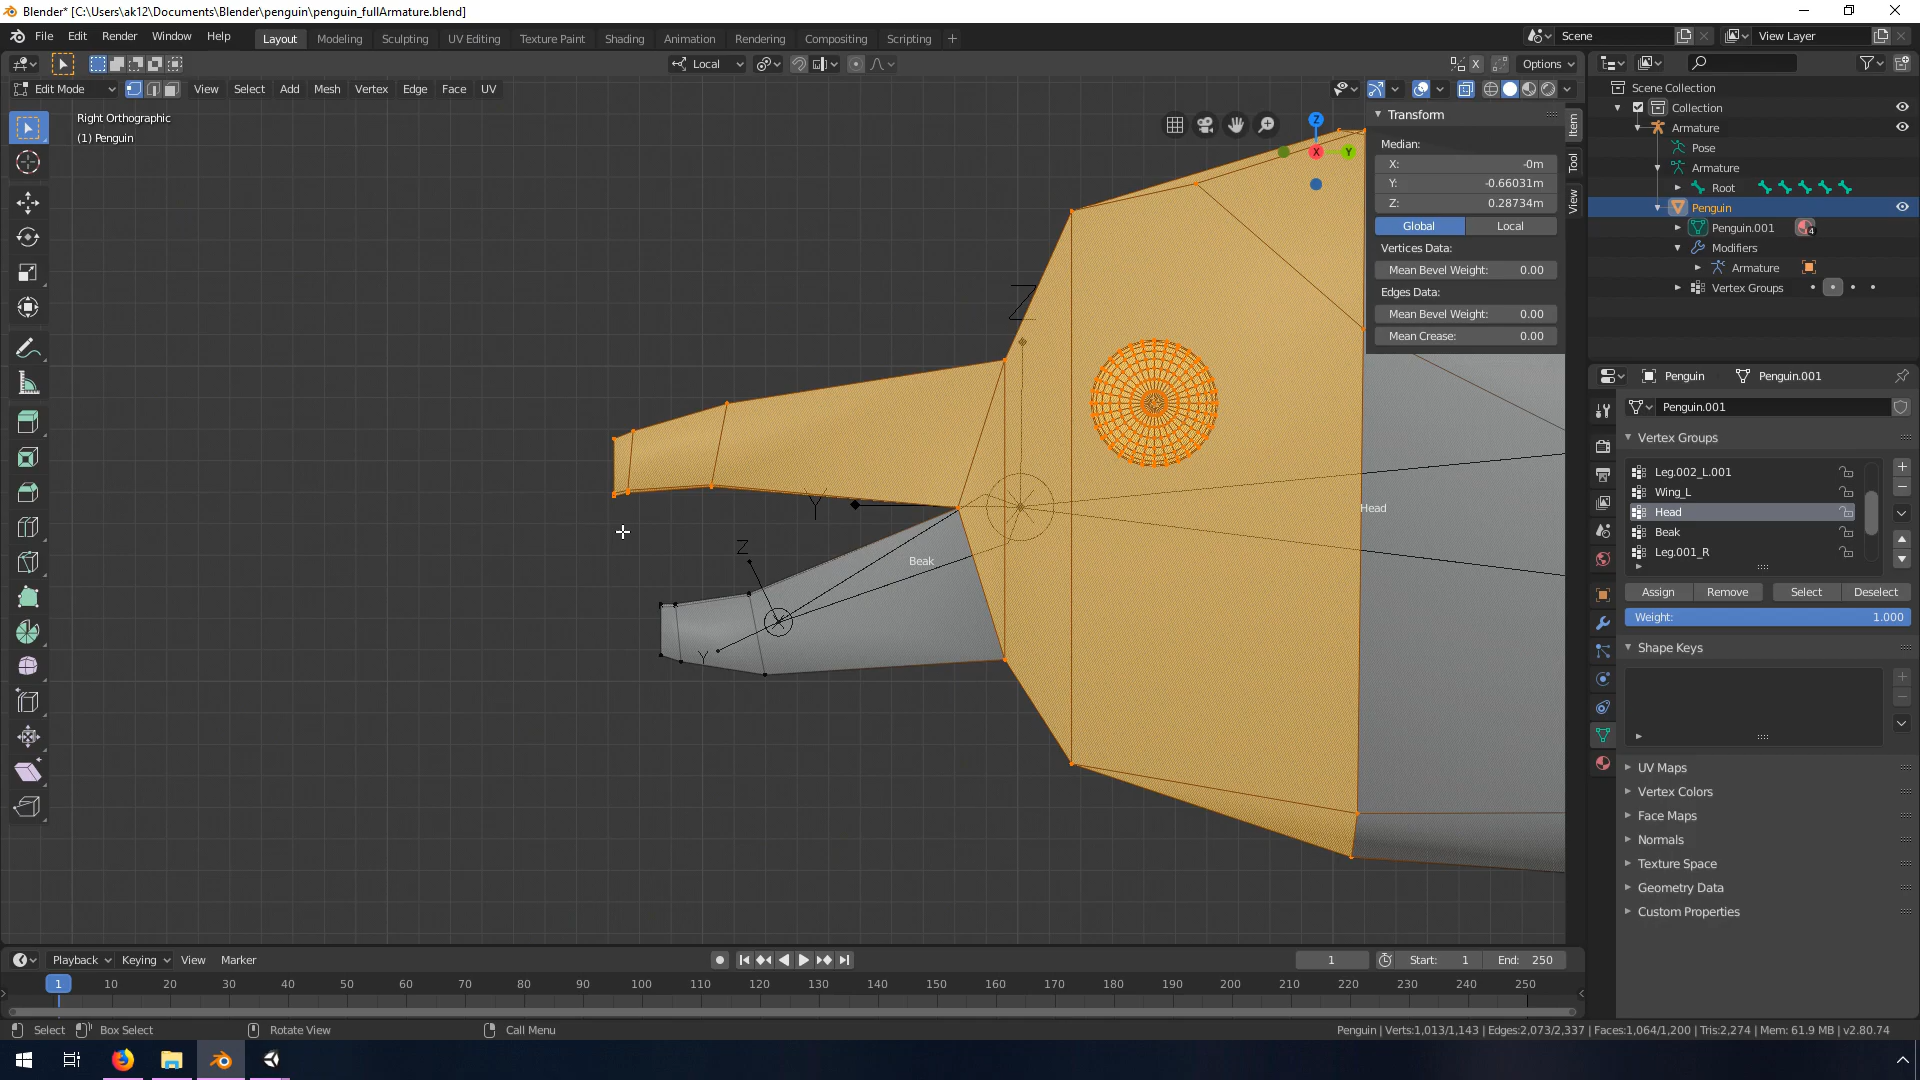 Blender* [C:\Users\ak12\Documents\Blender\penguin\penguin_fullArmature.blend]
File Edit Render Window Help Layout Modeling Sculpting UV Editing Texture Paint Shading Animation Rendering Compositing Scripting + Scene View Layer
Local X Options
Edit Mode View Select Add Mesh Vertex Edge Face UV
Right Orthographic
(1) Penguin
Transform
Median:
X: -0m
Y: -0.66031m
Z: 0.28734m
Global Local
Vertices Data:
Mean Bevel Weight: 0.00
Edges Data:
Mean Bevel Weight: 0.00
Mean Crease: 0.00
Item
Tool
View
Z
X
Y
Z
Y
Head
Z
Beak
Y
Scene Collection
Collection
Armature
Pose
Armature
Root
Penguin
Penguin.001 4
Modifiers
Armature
Vertex Groups
Penguin Penguin.001
Penguin.001
Vertex Groups
Leg.002_L.001
Wing_L
Head
Beak
Leg.001_R
Assign Remove Select Deselect
Weight: 1.000
Shape Keys
UV Maps
Vertex Colors
Face Maps
Normals
Texture Space
Geometry Data
Custom Properties
Playback Keying View Marker 1 Start: 1 End: 250
1 10 20 30 40 50 60 70 80 90 100 110 120 130 140 150 160 170 180 190 200 210 220 230 240 250
Select Box Select Rotate View Call Menu Penguin | Verts:1,013/1,143 | Edges:2,073/2,337 | Faces:1,064/1,200 | Tris:2,274 | Mem: 61.9 MB | v2.80.74